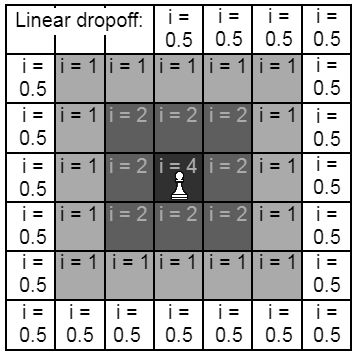 Linear dropoff: i = 0.5 i = 0.5 i = 0.5 i = 0.5
i = 0.5 i = 1 i = 1 i = 1 i = 1 i = 1 i = 0.5
i = 0.5 i = 1 i = 2 i = 2 i = 2 i = 1 i = 0.5
i = 0.5 i = 1 i = 2 i = 4 i = 2 i = 1 i = 0.5
i = 0.5 i = 1 i = 2 i = 2 i = 2 i = 1 i = 0.5
i = 0.5 i = 1 i = 1 i = 1 i = 1 i = 1 i = 0.5
i = 0.5 i = 0.5 i = 0.5 i = 0.5 i = 0.5 i = 0.5 i = 0.5